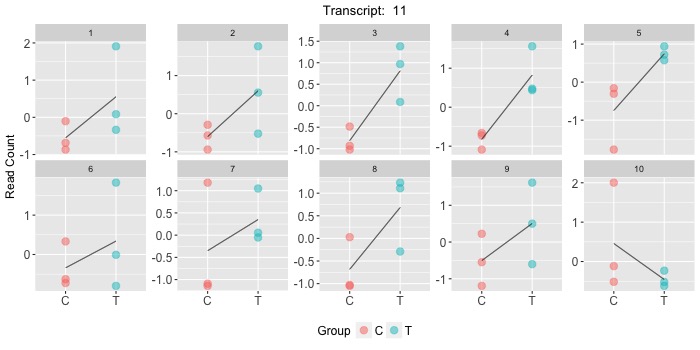 Transcript: 11
1 2 3 4 5
2 1 0 -1
1 0 -1
1.5 1.0 0.5 0.0 -0.5 -1.0
1 0 -1
1 0 -1
Read Count
6 7 8 9 10
1 0
1.0 0.5 0.0 -0.5 -1.0
1.0 0.5 0.0 -0.5 -1.0
1 0 -1
2 1 0
C T C T C T C T C T
Group C T